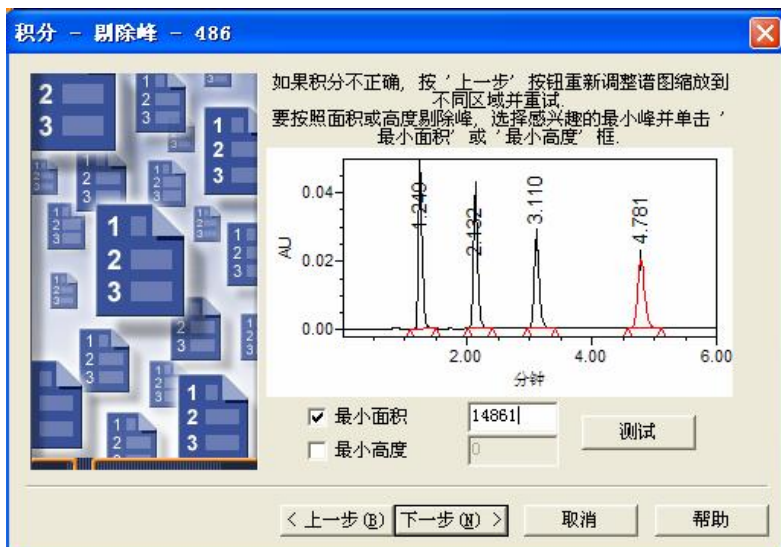 积分 - 剔除峰 - 486
1
2
3
如果积分不正确, 按 '上一步' 按钮重新调整谱图缩放到
不同区域并重试.
要按照面积或高度剔除峰, 选择感兴趣的最小峰并单击 '
最小面积' 或 '最小高度' 框.
1.249
2.132
3.110
4.781
AU
0.04
0.02
0.00
2.00 4.00 6.00
分钟
最小面积 14861 测试
最小高度 0
< 上一步(B) 下一步(N) > 取消 帮助